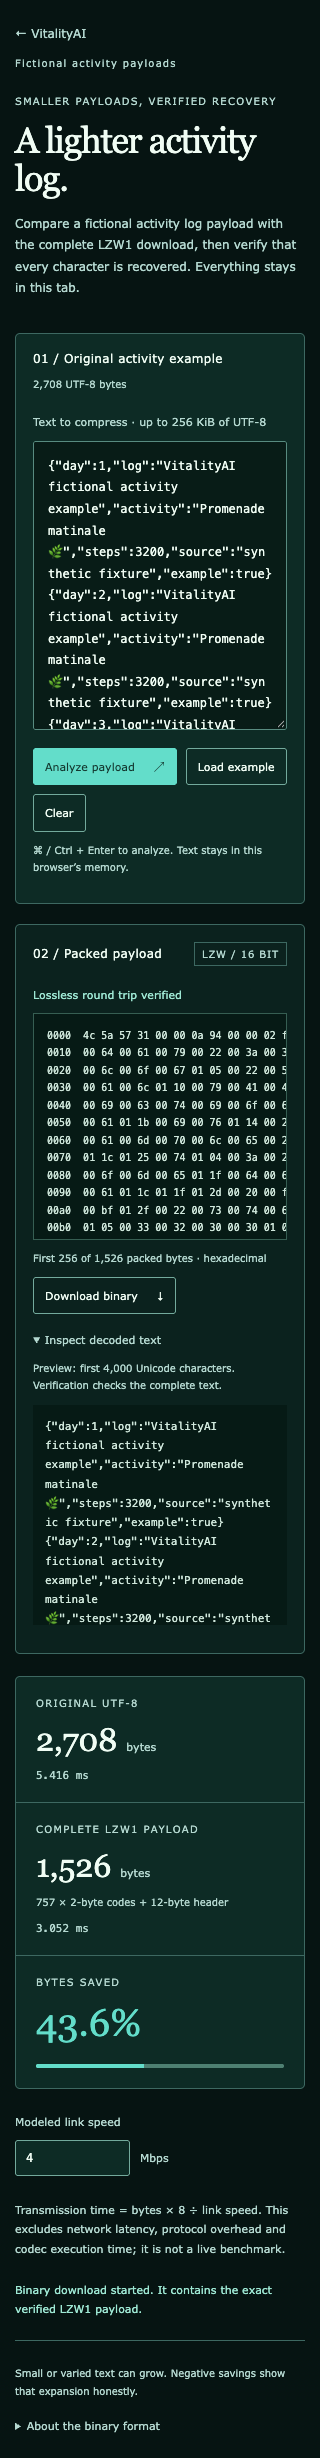 ← VitalityAI
Fictional activity payloads
SMALLER PAYLOADS, VERIFIED RECOVERY
A lighter activity
log.
Compare a fictional activity log payload with
the complete LZW1 download, then verify that
every character is recovered. Everything stays
in this tab.
01 / Original activity example
2,708 UTF-8 bytes
Text to compress · up to 256 KiB of UTF-8
{"day":1,"log":"VitalityAI
fictional activity
example","activity":"Promenade
matinale
🌿","steps":3200,"source":"syn
thetic fixture","example":true}
{"day":2,"log":"VitalityAI
fictional activity
example","activity":"Promenade
matinale
🌿","steps":3200,"source":"syn
thetic fixture","example":true}
{"day":3,"log":"VitalityAI
Analyze payload ↗
Load example
Clear
⌘ / Ctrl + Enter to analyze. Text stays in this
browser's memory.
02 / Packed payload
LZW / 16 BIT
Lossless round trip verified
0000 4c 5a 57 31 00 00 0a 94 00 00 02 f
0010 00 64 00 61 00 79 00 22 00 3a 00 3
0020 00 6c 00 6f 00 67 01 05 00 22 00 5
0030 00 61 00 6c 01 10 00 79 00 41 00 4
0040 00 69 00 63 00 74 00 69 00 6f 00 6
0050 00 61 01 1b 00 69 00 76 01 14 00 2
0060 00 61 00 6d 00 70 00 6c 00 65 00 2
0070 01 1c 01 25 00 74 01 04 00 3a 00 2
0080 00 6f 00 6d 00 65 01 1f 00 64 00 6
0090 00 61 01 1c 01 1f 01 2d 00 20 00 f
00a0 00 bf 01 2f 00 22 00 73 00 74 00 6
00b0 01 05 00 33 00 32 00 30 00 30 01 0
First 256 of 1,526 packed bytes · hexadecimal
Download binary ↓
▼ Inspect decoded text
Preview: first 4,000 Unicode characters.
Verification checks the complete text.
{"day":1,"log":"VitalityAI
fictional activity
example","activity":"Promenade
matinale
🌿","steps":3200,"source":"synthet
ic fixture","example":true}
{"day":2,"log":"VitalityAI
fictional activity
example","activity":"Promenade
matinale
🌿","steps":3200,"source":"synthet
ORIGINAL UTF-8
2,708 bytes
5.416 ms
COMPLETE LZW1 PAYLOAD
1,526 bytes
757 × 2-byte codes + 12-byte header
3.052 ms
BYTES SAVED
43.6%
Modeled link speed
4 Mbps
Transmission time = bytes × 8 ÷ link speed. This
excludes network latency, protocol overhead and
codec execution time; it is not a live benchmark.
Binary download started. It contains the exact
verified LZW1 payload.
Small or varied text can grow. Negative savings show
that expansion honestly.
▶ About the binary format